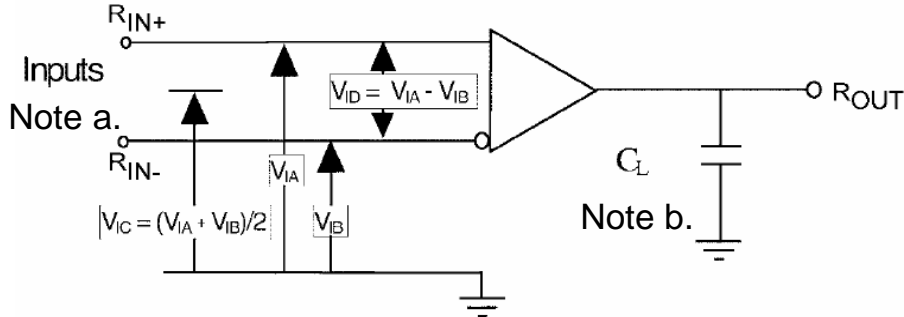 RIN+
Inputs
Note a.
VID = VIA - VIB
ROUT
RIN-
VIA
CL
VIC = (VIA + VIB)/2
VIB
Note b.